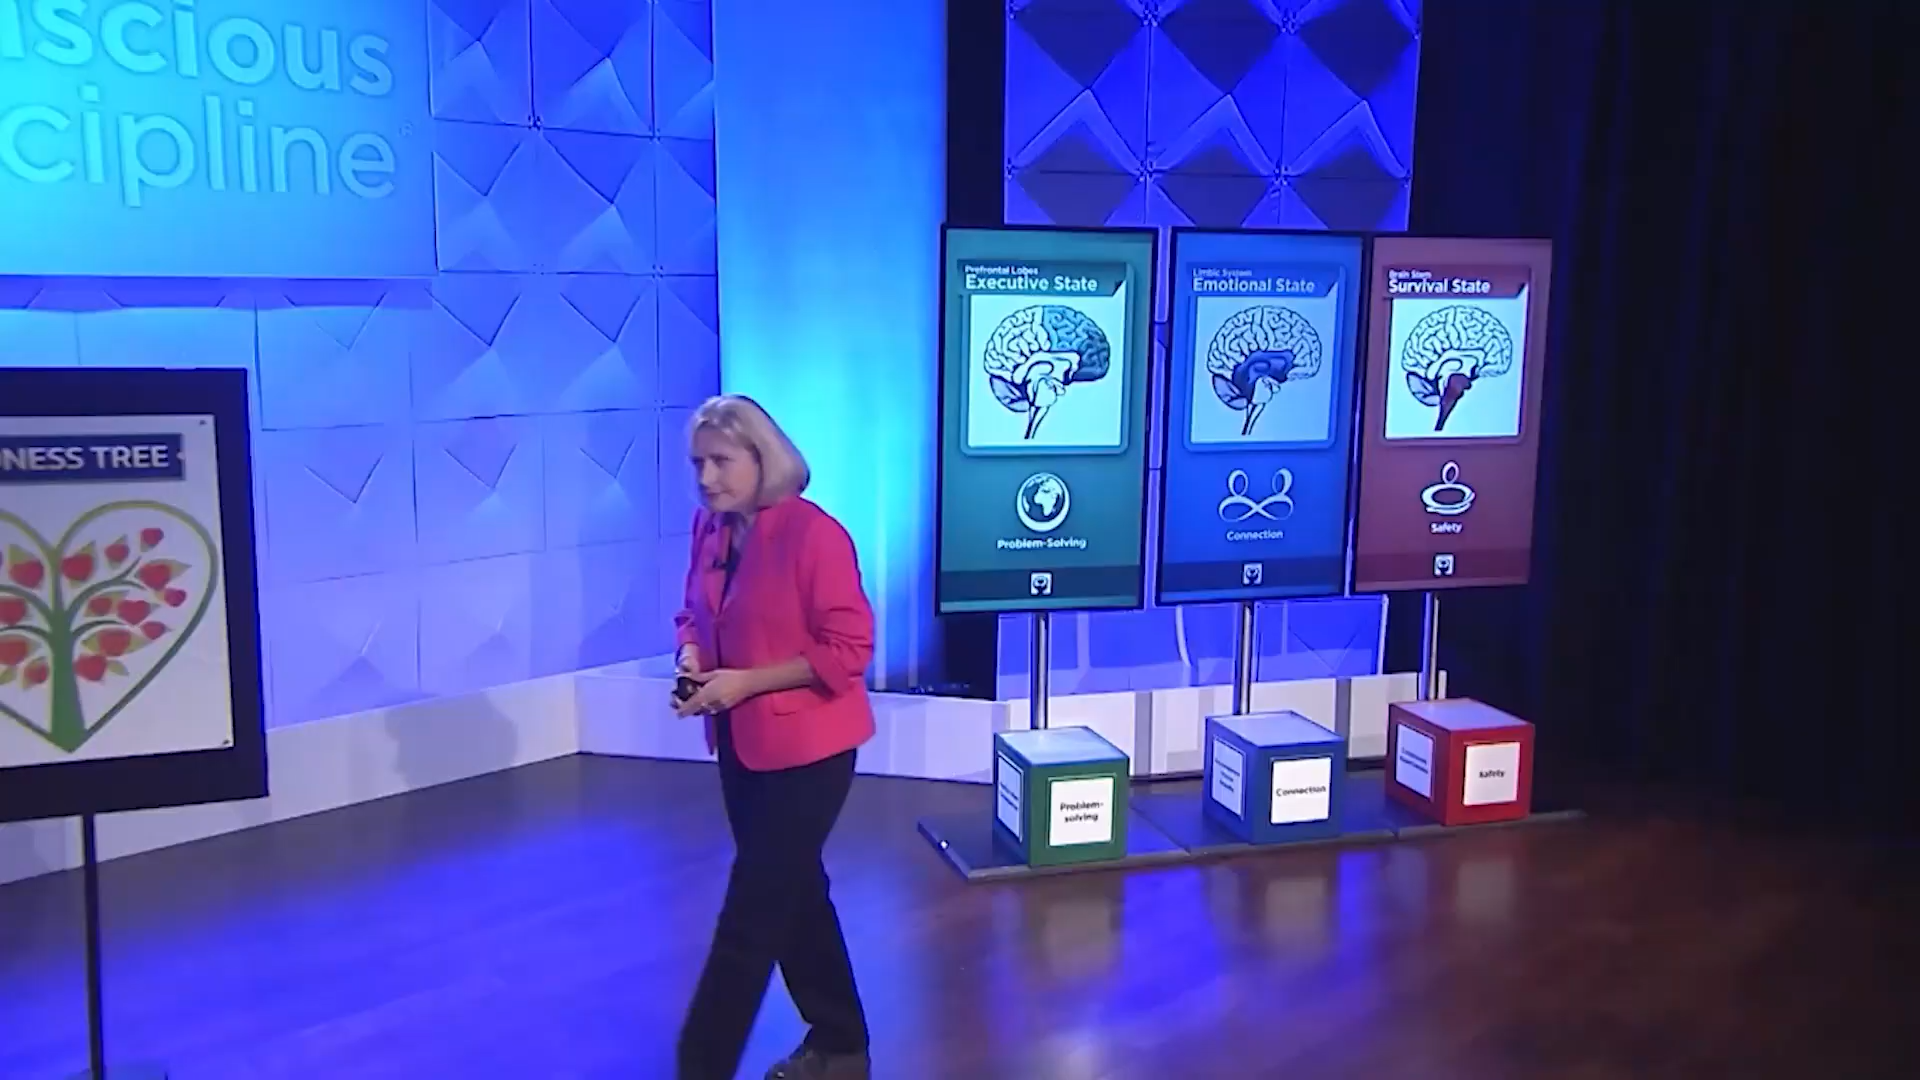 nscious
cipline®
NESS TREE
Prefrontal Lobes
Executive State
Problem-Solving
Limbic System
Emotional State
Connection
Brain Stem
Survival State
Safety
Problem-
solving
Connection
Safety